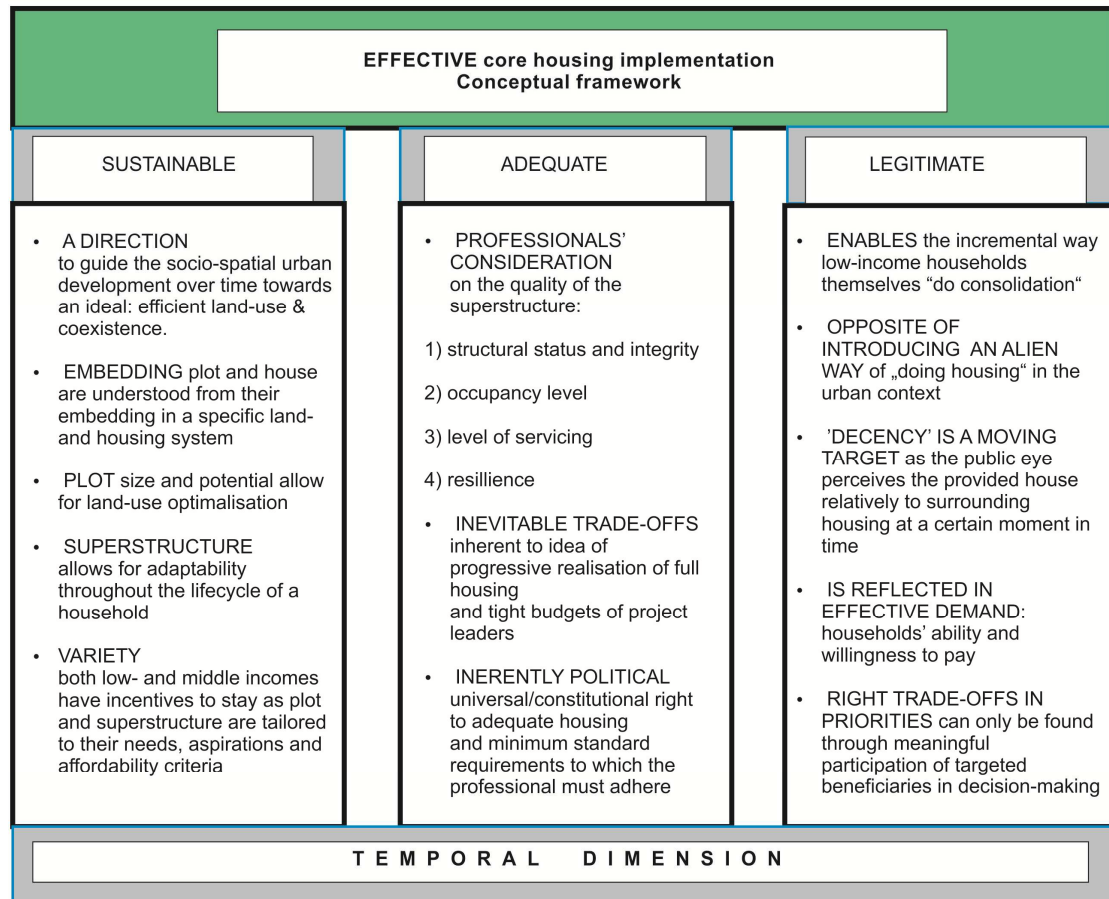 EFFECTIVE core housing implementation
Conceptual framework
SUSTAINABLE
• A DIRECTION
to guide the socio-spatial urban
development over time towards
an ideal: efficient land-use &
coexistence.
• EMBEDDING plot and house
are understood from their
embedding in a specific land-
and housing system
• PLOT size and potential allow
for land-use optimalisation
• SUPERSTRUCTURE
allows for adaptability
throughout the lifecycle of a
household
• VARIETY
both low- and middle incomes
have incentives to stay as plot
and superstructure are tailored
to their needs, aspirations and
affordability criteria
ADEQUATE
• PROFESSIONALS’
CONSIDERATION
on the quality of the
superstructure:
1) structural status and integrity
2) occupancy level
3) level of servicing
4) resillience
• INEVITABLE TRADE-OFFS
inherent to idea of
progressive realisation of full
housing
and tight budgets of project
leaders
• INERENTLY POLITICAL
universal/constitutional right
to adequate housing
and minimum standard
requirements to which the
professional must adhere
LEGITIMATE
• ENABLES the incremental way
low-income households
themselves “do consolidation“
• OPPOSITE OF
INTRODUCING AN ALIEN
WAY of „doing housing“ in the
urban context
• ’DECENCY’ IS A MOVING
TARGET as the public eye
perceives the provided house
relatively to surrounding
housing at a certain moment in
time
• IS REFLECTED IN
EFFECTIVE DEMAND:
households’ ability and
willingness to pay
• RIGHT TRADE-OFFS IN
PRIORITIES can only be found
through meaningful
participation of targeted
beneficiaries in decision-making
TEMPORAL DIMENSION